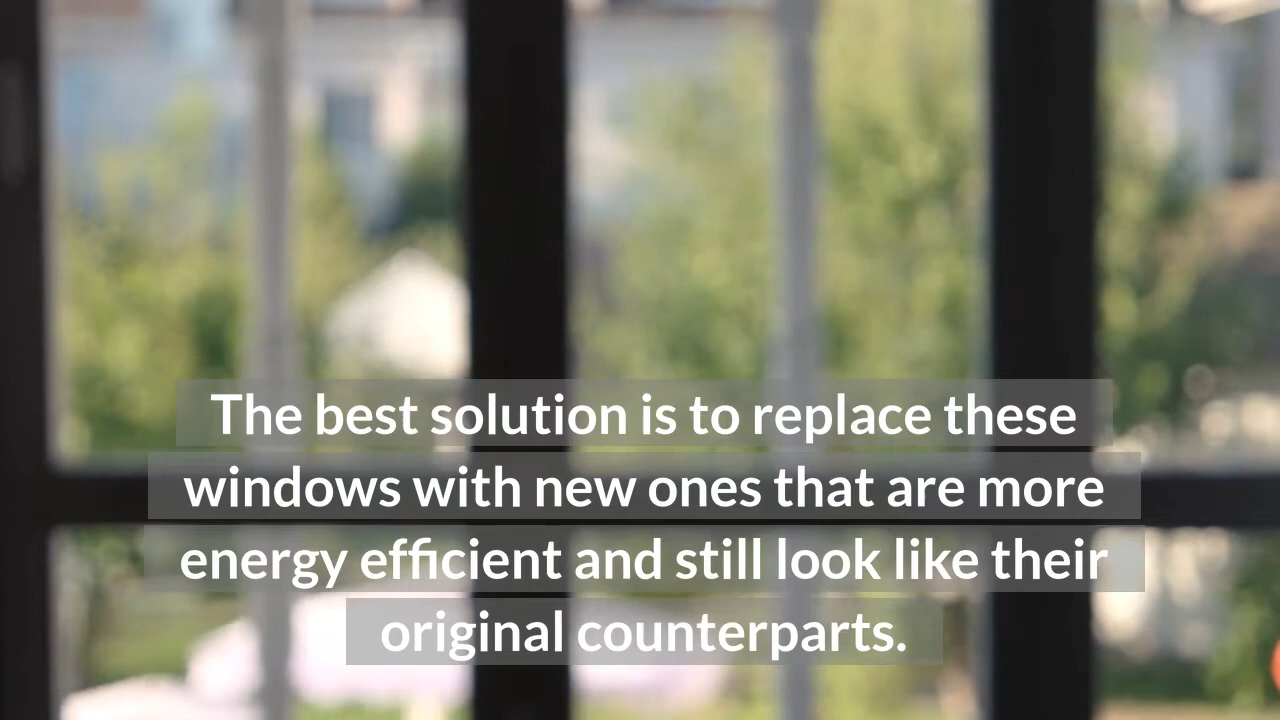 The best solution is to replace these
windows with new ones that are more
energy efficient and still look like their
original counterparts.